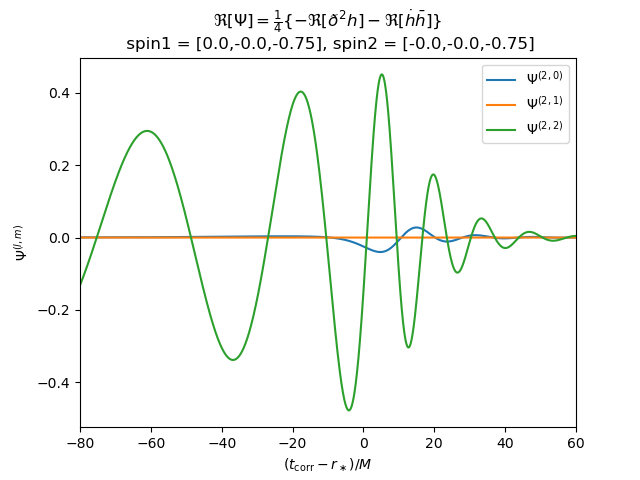 ℜ[Ψ] = 1/4 {−ℜ[ð²h] − ℜ[ḣh̄]}
spin1 = [0.0,-0.0,-0.75], spin2 = [-0.0,-0.0,-0.75]
Ψ^(2,0)
Ψ^(2,1)
Ψ^(2,2)
Ψ^(l,m)
0.4
0.2
0.0
−0.2
−0.4
−80 −60 −40 −20 0 20 40 60
(t_corr − r_∗)/M